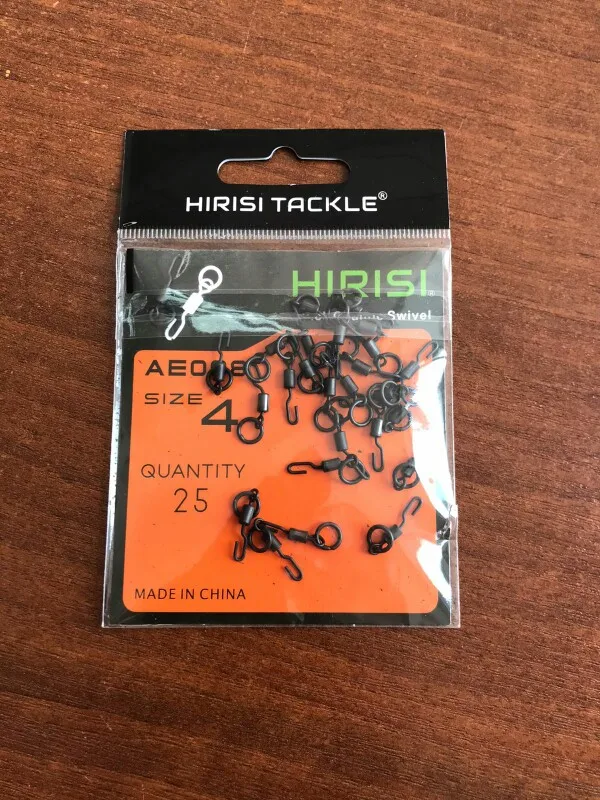 HIRISI TACKLE®
HIRISI®
Swivel
SIZE 4
QUANTITY
25
MADE IN CHINA